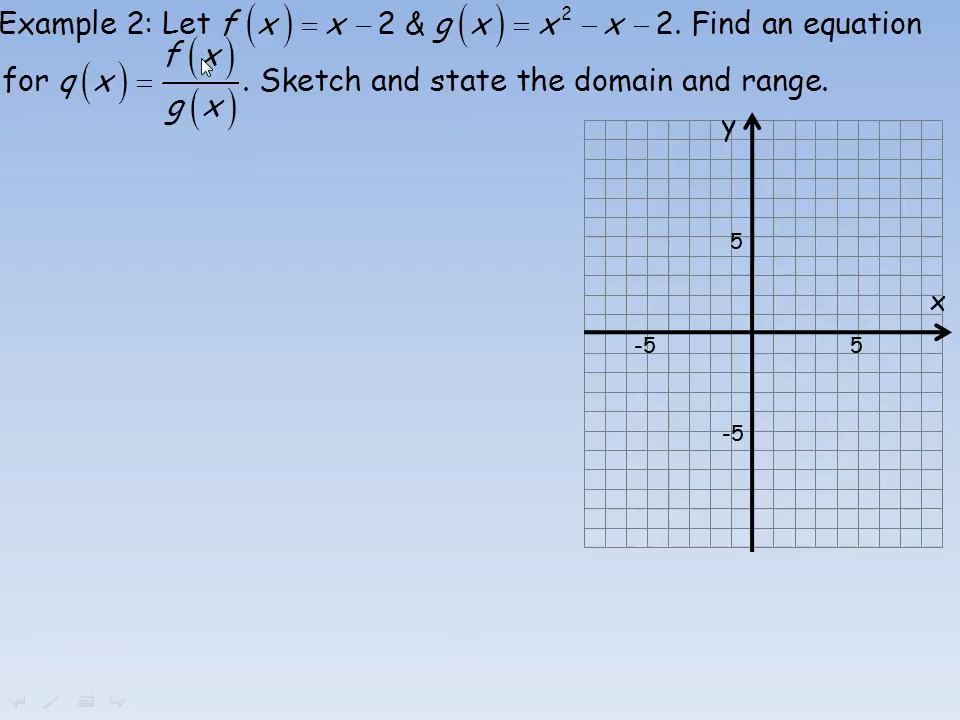 Example 2: Let f(x) = x − 2 & g(x) = x² − x − 2. Find an equation
for q(x) = f(x)/g(x). Sketch and state the domain and range.
y
5
x
-5 5
-5